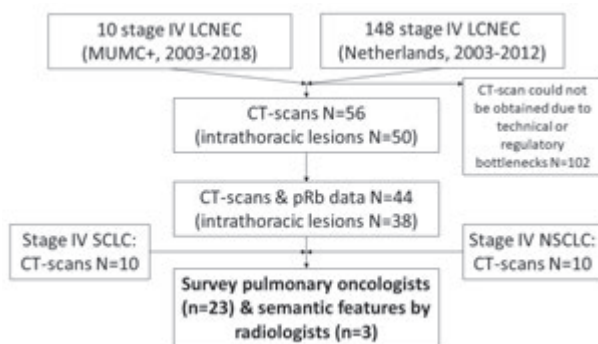 10 stage IV LCNEC
(MUMC+, 2003-2018)
148 stage IV LCNEC
(Netherlands, 2003-2012)
CT-scan could not
be obtained due to
technical or
regulatory
bottlenecks N=102
CT-scans N=56
(intrathoracic lesions N=50)
CT-scans & pRb data N=44
(intrathoracic lesions N=38)
Stage IV SCLC:
CT-scans N=10
Stage IV NSCLC:
CT-scans N=10
Survey pulmonary oncologists
(n=23) & semantic features by
radiologists (n=3)